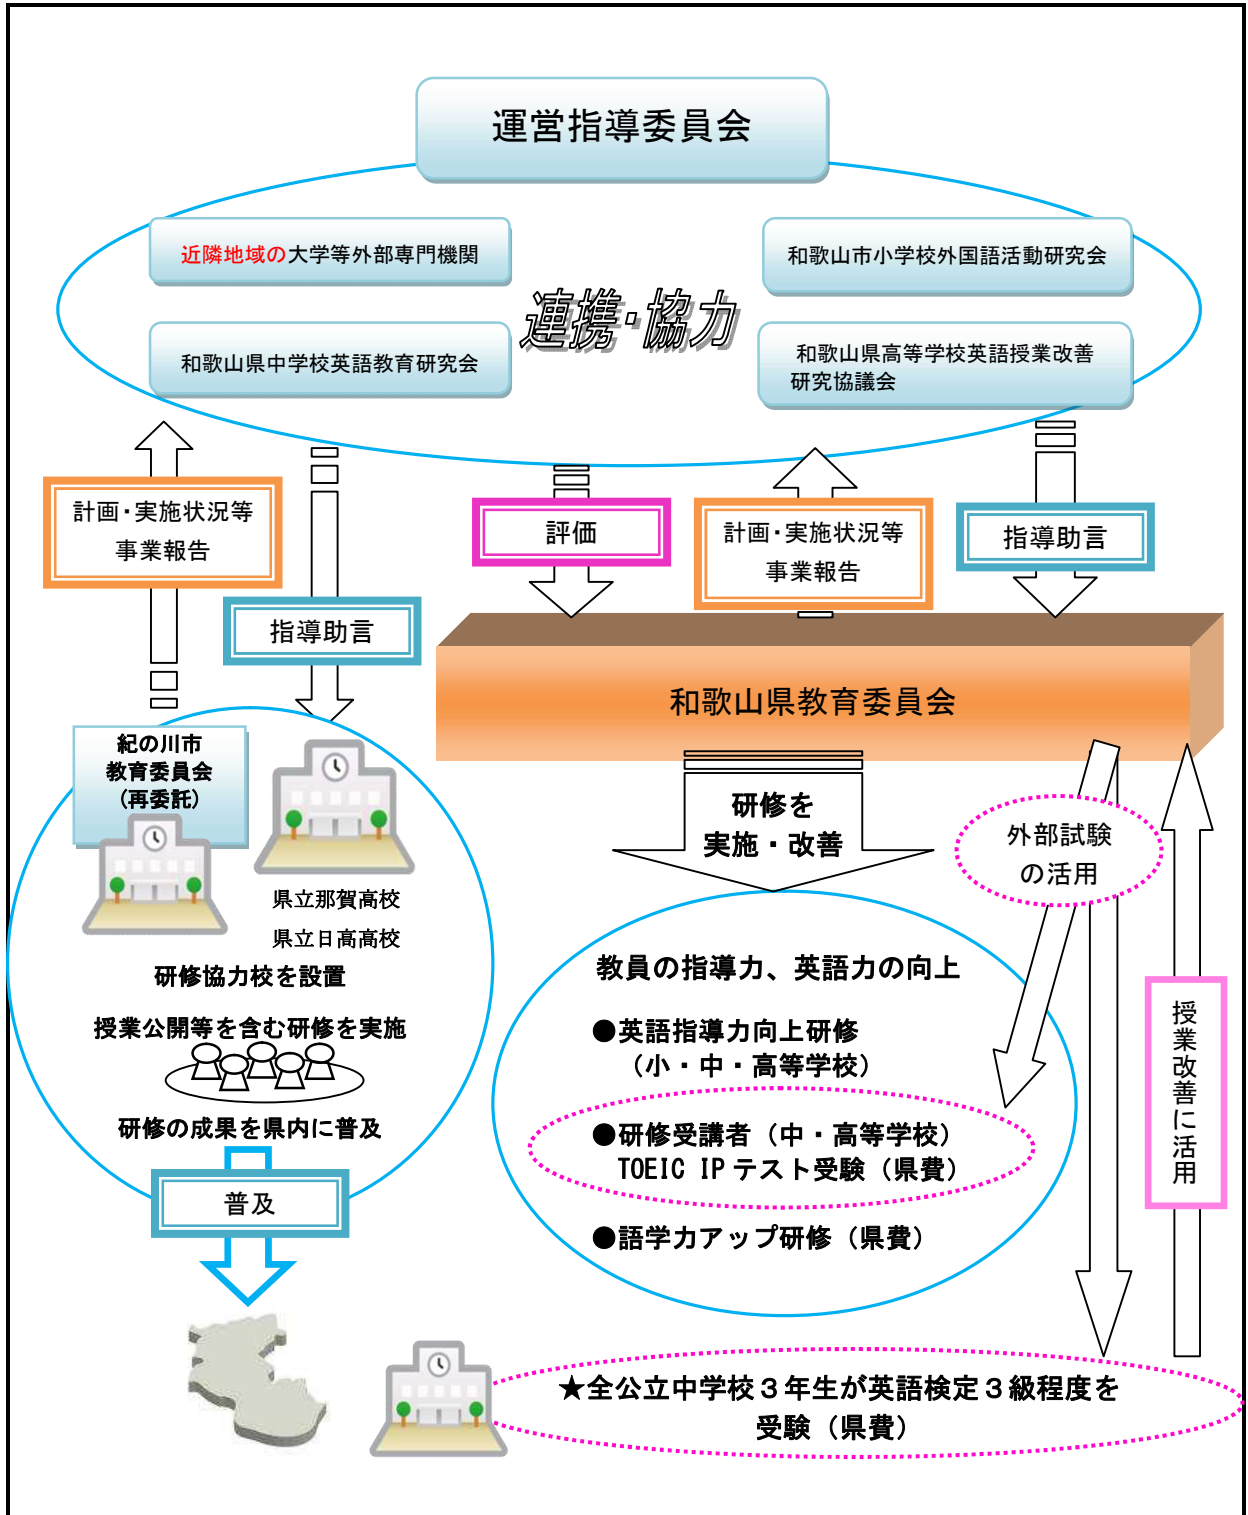 運営指導委員会
近隣地域の大学等外部専門機関
和歌山市小学校外国語活動研究会
連携・協力
和歌山県中学校英語教育研究会
和歌山県高等学校英語授業改善
研究協議会
計画・実施状況等
事業報告
指導助言
評価
計画・実施状況等
事業報告
指導助言
和歌山県教育委員会
紀の川市
教育委員会
(再委託)
県立那賀高校
県立日高高校
研修協力校を設置
授業公開等を含む研修を実施
研修の成果を県内に普及
普及
研修を
実施・改善
外部試験
の活用
教員の指導力、英語力の向上
●英語指導力向上研修
（小・中・高等学校）
●研修受講者（中・高等学校）
TOEIC IPテスト受験（県費）
●語学力アップ研修（県費）
授業改善に活用
★全公立中学校３年生が英語検定３級程度を
受験（県費）